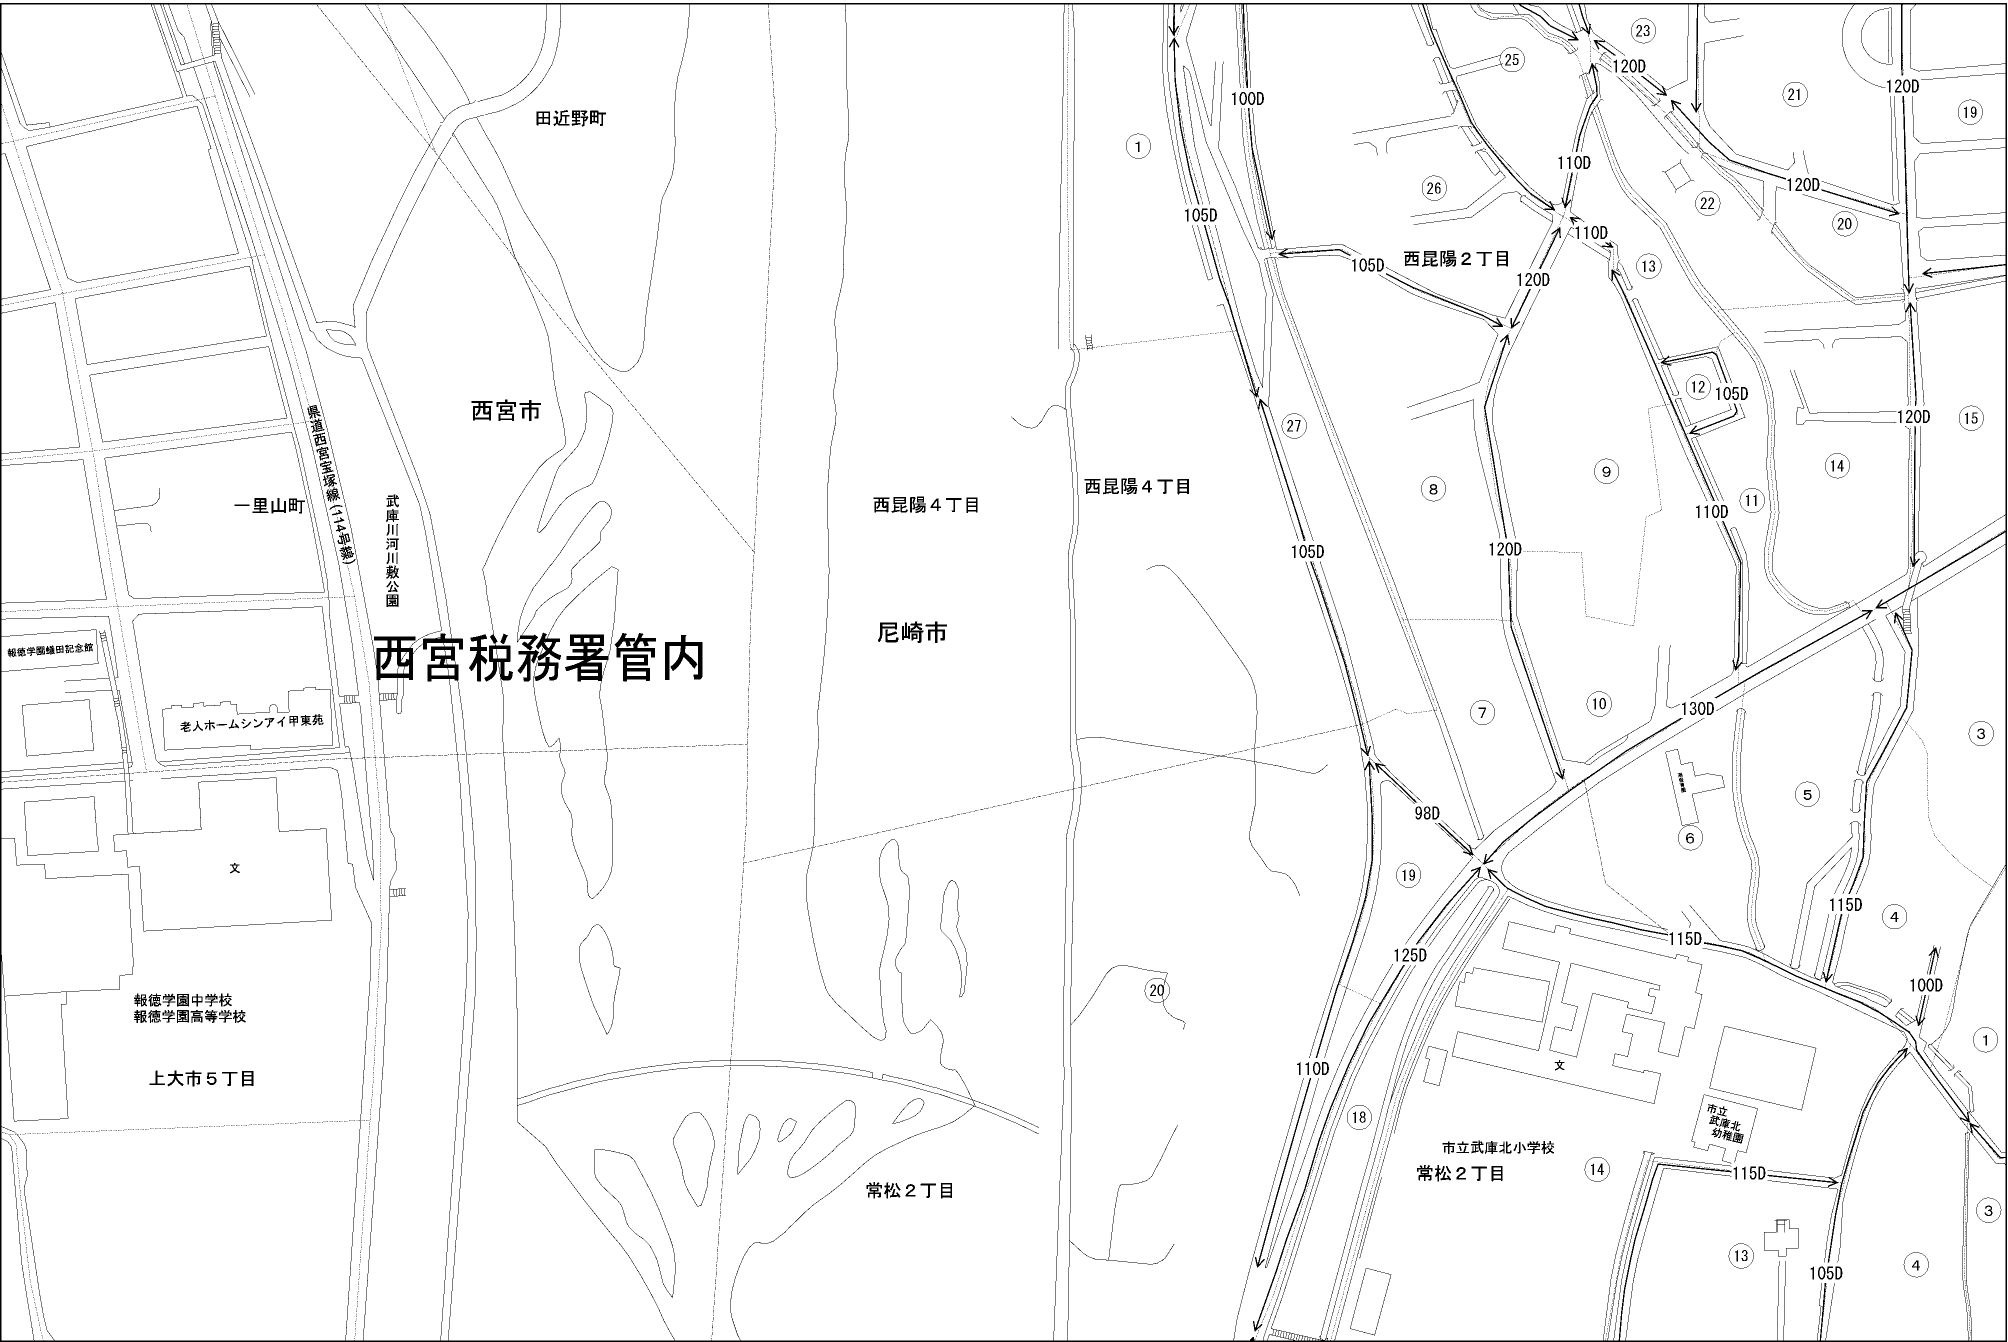 23
25
120D
120D
21
100D
19
田近野町
1
110D
26
120D
22
105D
20
110D
西昆陽2丁目
105D
13
120D
12
105D
西宮市
県道西宮宝塚線(114号線)
27
120D
15
14
9
西昆陽4丁目
8
西昆陽4丁目
一里山町
武庫川河川敷公園
11
110D
105D
120D
尼崎市
報徳学園蟻田記念館
西宮税務署管内
10
130D
7
老人ホームシンアイ甲東苑
3
5
98D
6
文
19
115D
4
115D
125D
20
100D
報徳学園中学校
報徳学園高等学校
1
110D
文
上大市5丁目
18
市立
武庫北
幼稚園
市立武庫北小学校
14
常松2丁目
115D
常松2丁目
3
13
4
105D